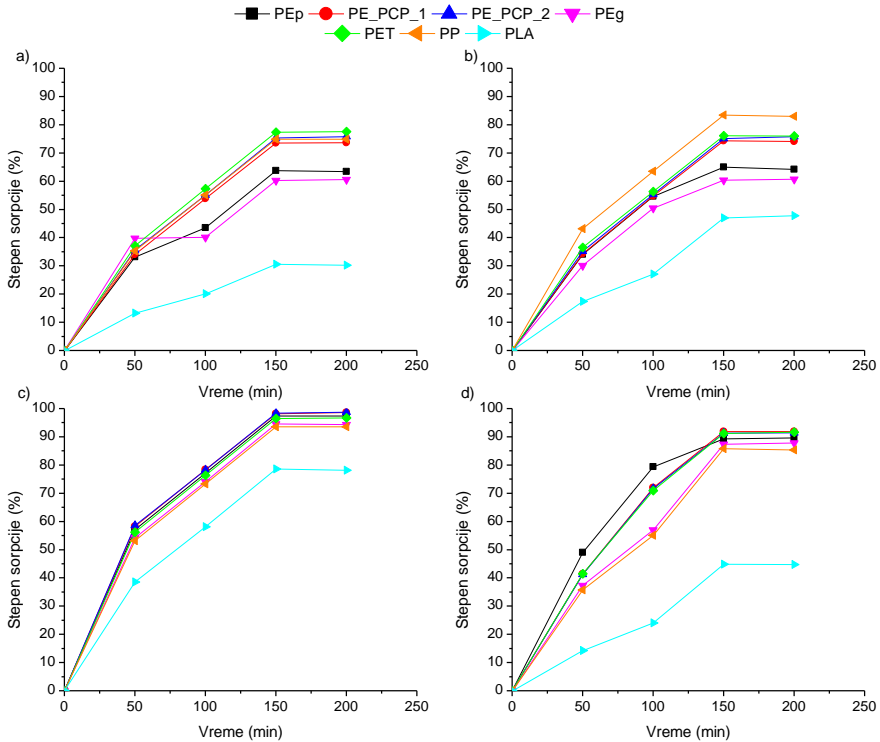 PEp PE_PCP_1 PE_PCP_2 PEg
PET PP PLA
a)
100
90
80
70
60
50
40
30
20
10
0
Stepen sorpcije (%)
0 50 100 150 200 250
Vreme (min)
b)
100
90
80
70
60
50
40
30
20
10
0
Stepen sorpcije (%)
0 50 100 150 200 250
Vreme (min)
c)
100
90
80
70
60
50
40
30
20
10
0
Stepen sorpcije (%)
0 50 100 150 200 250
Vreme (min)
d)
100
90
80
70
60
50
40
30
20
10
0
Stepen sorpcije (%)
0 50 100 150 200 250
Vreme (min)